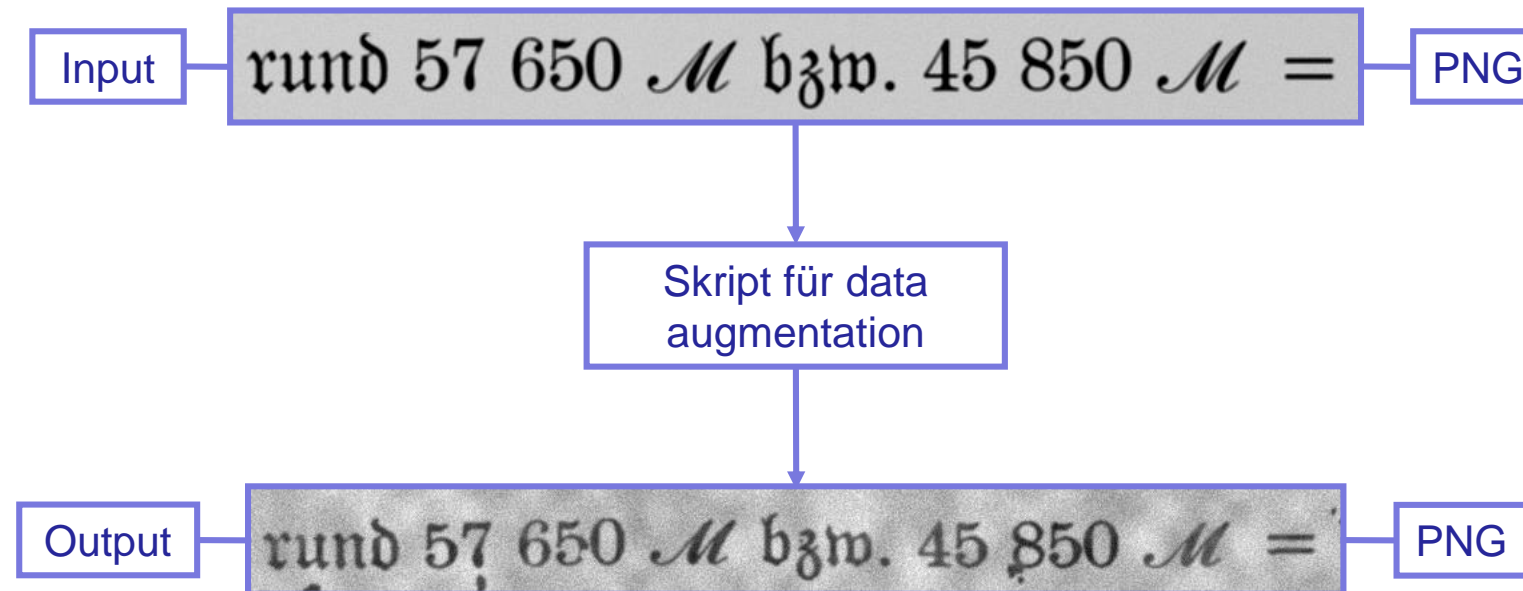 Input
rund 57 650 ℳ bzw. 45 850 ℳ =
PNG
Skript für data
augmentation
Output
rund 57 650 ℳ bzw. 45 850 ℳ =
PNG